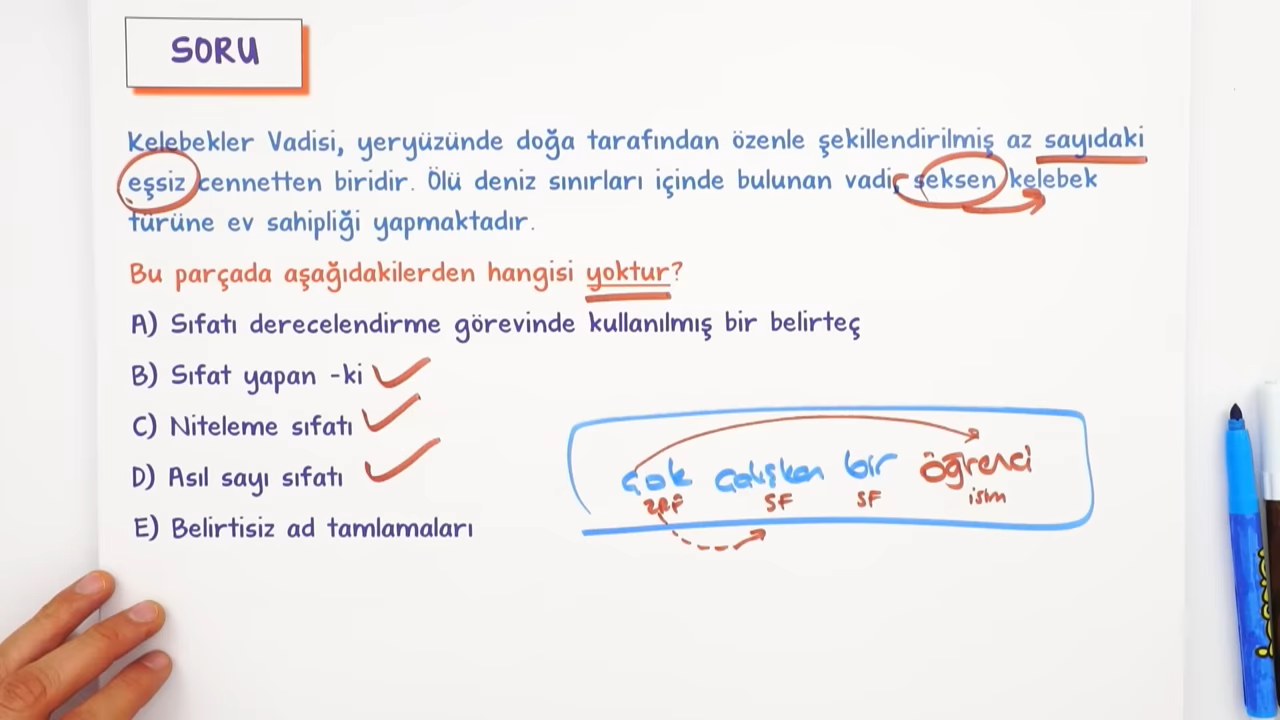 SORU
Kelebekler Vadisi, yeryüzünde doğa tarafından özenle şekillendirilmiş az sayıdaki
eşsiz cennetten biridir. Ölü deniz sınırları içinde bulunan vadi, seksen kelebek
türüne ev sahipliği yapmaktadır.
Bu parçada aşağıdakilerden hangisi yoktur?
A) Sıfatı derecelendirme görevinde kullanılmış bir belirteç
B) Sıfat yapan -ki
C) Niteleme sıfatı
D) Asıl sayı sıfatı
E) Belirtisiz ad tamlamaları
çok çalışkan bir öğrenci
zrf SF SF isim